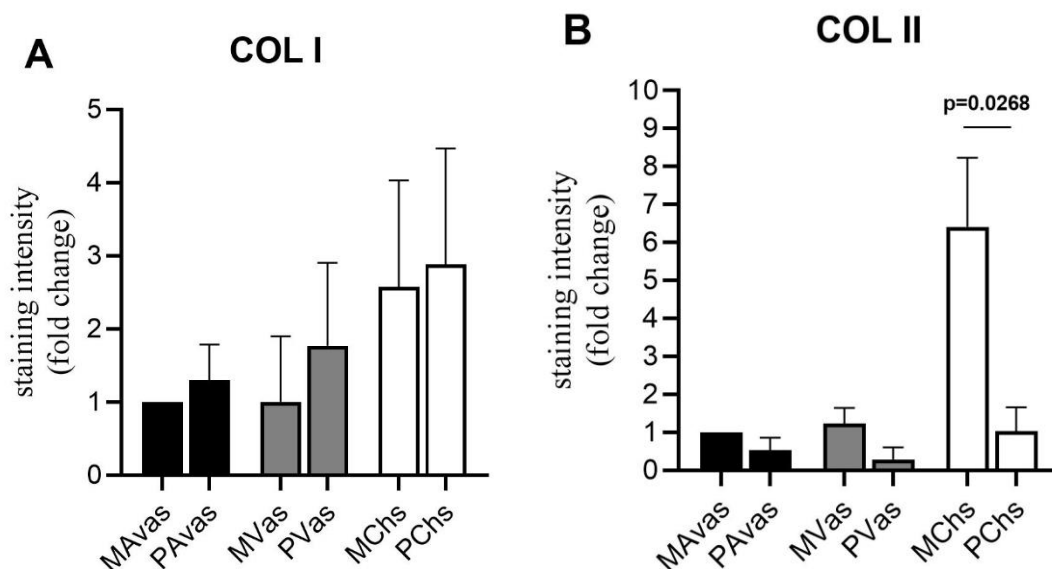 A
COL I
staining intensity
(fold change)
5
4
3
2
1
0
MAvas
PAvas
MVas
PVas
MChs
PChs
B
COL II
staining intensity
(fold change)
10
9
8
7
6
5
4
3
2
1
0
p=0.0268
MAvas
PAvas
MVas
PVas
MChs
PChs